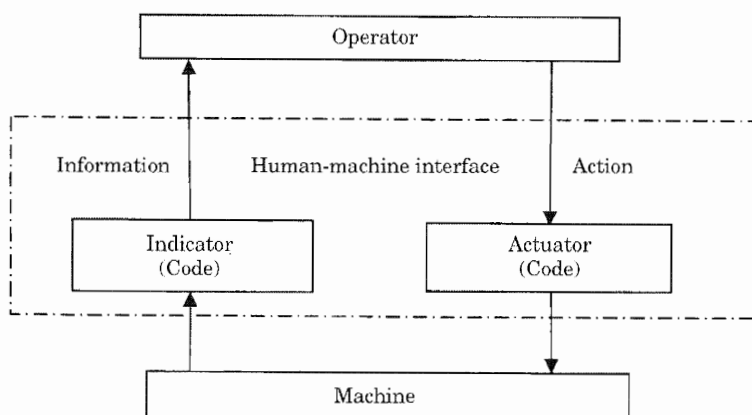 Operator
Information
Human-machine interface
Action
Indicator
(Code)
Actuator
(Code)
Machine